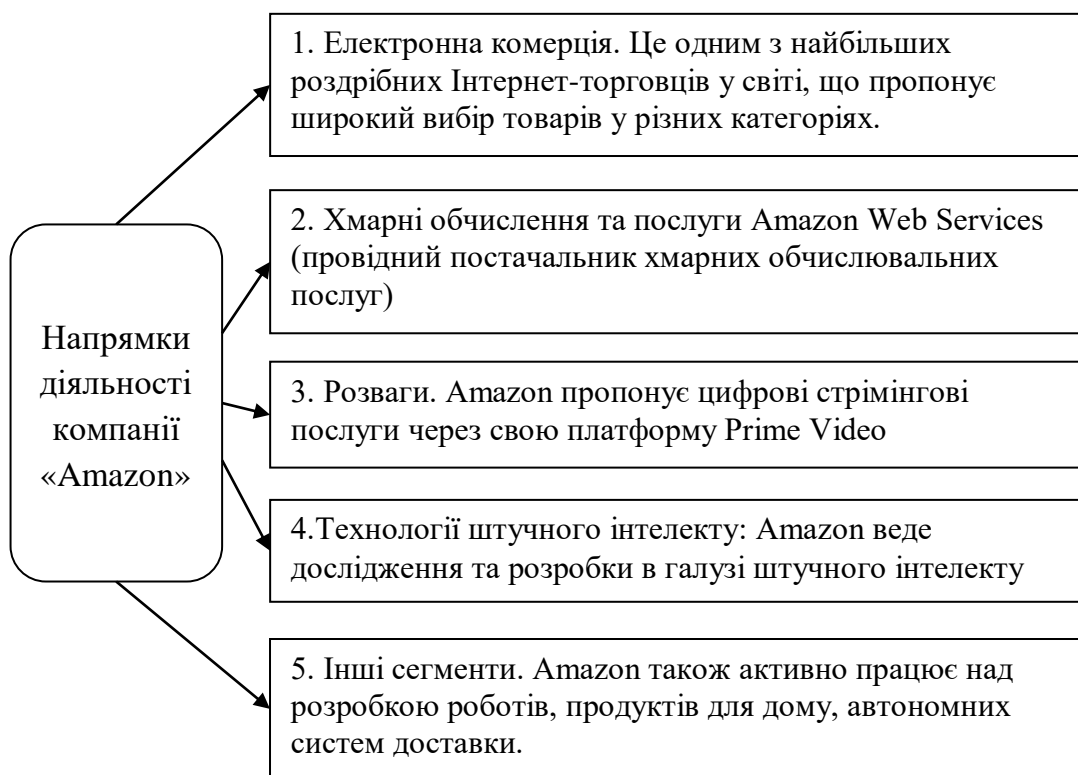 1. Електронна комерція. Це одним з найбільших
роздрібних Інтернет-торговців у світі, що пропонує
широкий вибір товарів у різних категоріях.
2. Хмарні обчислення та послуги Amazon Web Services
(провідний постачальник хмарних обчислювальних
послуг)
Напрямки
діяльності
компанії
«Amazon»
3. Розваги. Amazon пропонує цифрові стрімінгові
послуги через свою платформу Prime Video
4.Технології штучного інтелекту: Amazon веде
дослідження та розробки в галузі штучного інтелекту
5. Інші сегменти. Amazon також активно працює над
розробкою роботів, продуктів для дому, автономних
систем доставки.